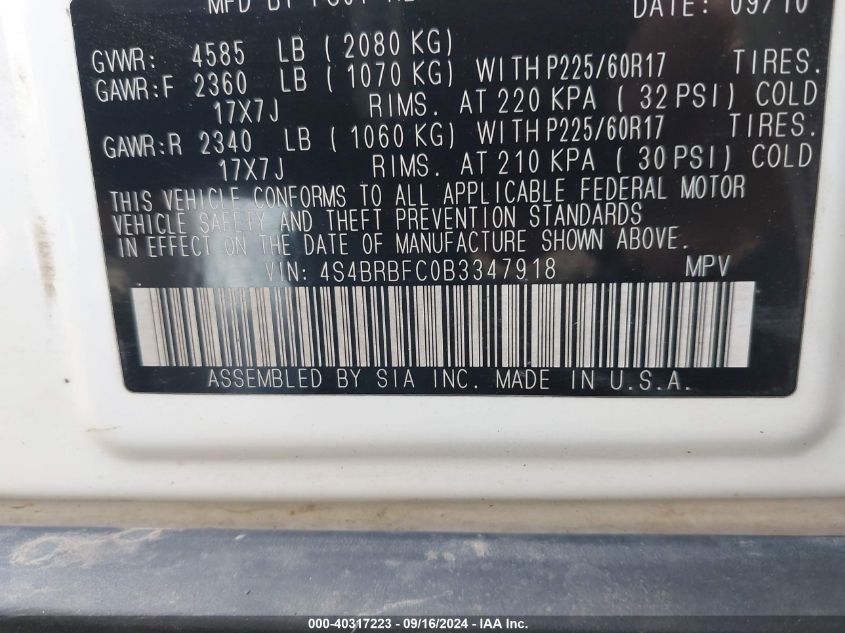 MFD BY
DATE: 09/10
GVWR: 4585 LB ( 2080 KG)
GAWR:F 2360 LB ( 1070 KG) WITH P225/60R17 TIRES.
17X7J RIMS. AT 220 KPA ( 32 PSI) COLD
GAWR:R 2340 LB ( 1060 KG) WITH P225/60R17 TIRES.
17X7J RIMS. AT 210 KPA ( 30 PSI) COLD
THIS VEHICLE CONFORMS TO ALL APPLICABLE FEDERAL MOTOR
VEHICLE SAFETY AND THEFT PREVENTION STANDARDS
IN EFFECT ON THE DATE OF MANUFACTURE SHOWN ABOVE.
VIN: 4S4BRBFC0B3347918 MPV
ASSEMBLED BY SIA INC. MADE IN U.S.A.
000-40317223 - 09/16/2024 - IAA Inc.